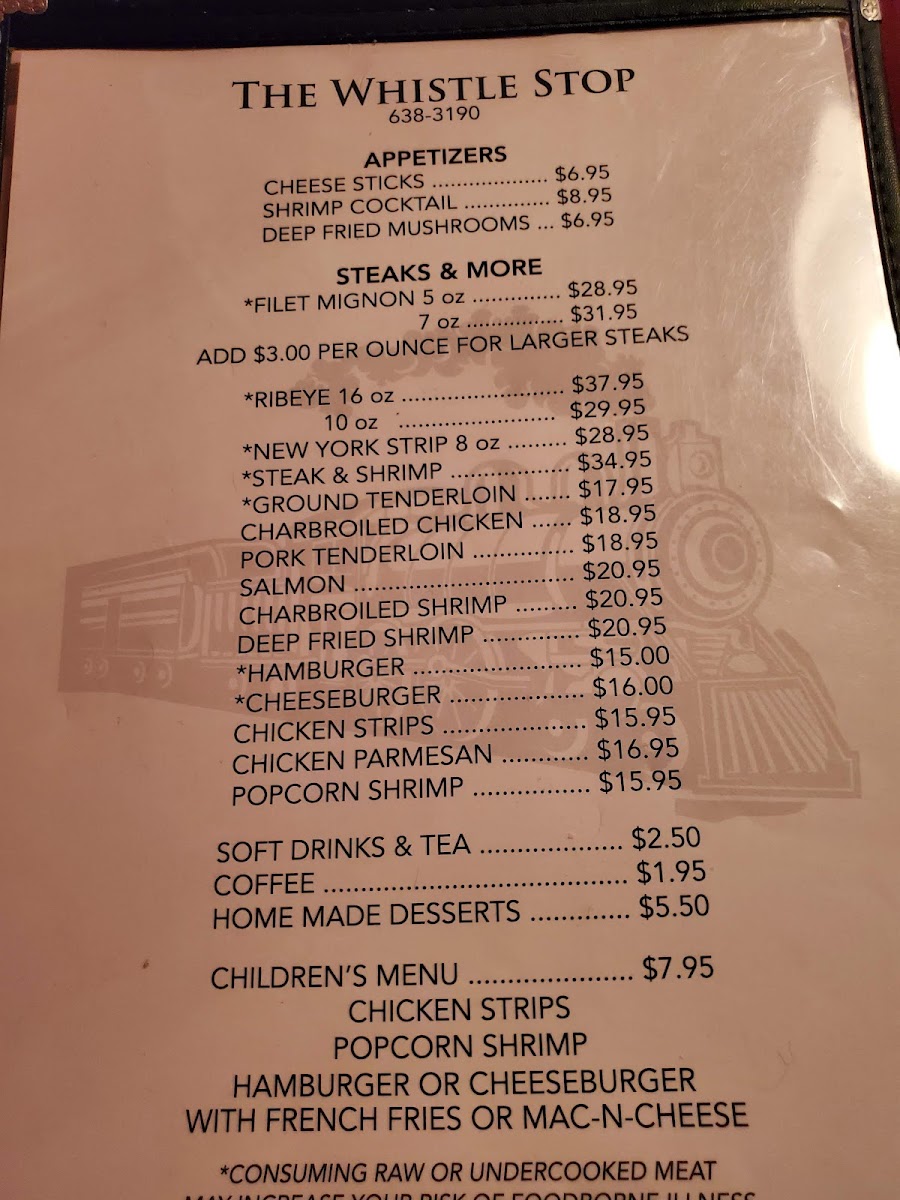 THE WHISTLE STOP
638-3190
APPETIZERS
CHEESE STICKS ................... $6.95
SHRIMP COCKTAIL .............. $8.95
DEEP FRIED MUSHROOMS ... $6.95
STEAKS & MORE
*FILET MIGNON 5 oz .............. $28.95
7 oz ................ $31.95
ADD $3.00 PER OUNCE FOR LARGER STEAKS
*RIBEYE 16 oz .......................... $37.95
10 oz ......................... $29.95
*NEW YORK STRIP 8 oz ......... $28.95
*STEAK & SHRIMP .................. $34.95
*GROUND TENDERLOIN ....... $17.95
CHARBROILED CHICKEN ...... $18.95
PORK TENDERLOIN ............... $18.95
SALMON ................................. $20.95
CHARBROILED SHRIMP ......... $20.95
DEEP FRIED SHRIMP .............. $20.95
*HAMBURGER ........................ $15.00
*CHEESEBURGER ................... $16.00
CHICKEN STRIPS .................... $15.95
CHICKEN PARMESAN ............ $16.95
POPCORN SHRIMP ................ $15.95
SOFT DRINKS & TEA ................... $2.50
COFFEE ........................................ $1.95
HOME MADE DESSERTS ............. $5.50
CHILDREN'S MENU ..................... $7.95
CHICKEN STRIPS
POPCORN SHRIMP
HAMBURGER OR CHEESEBURGER
WITH FRENCH FRIES OR MAC-N-CHEESE
*CONSUMING RAW OR UNDERCOOKED MEAT
MAY INCREASE YOUR RISK OF FOODBORNE ILLNESS